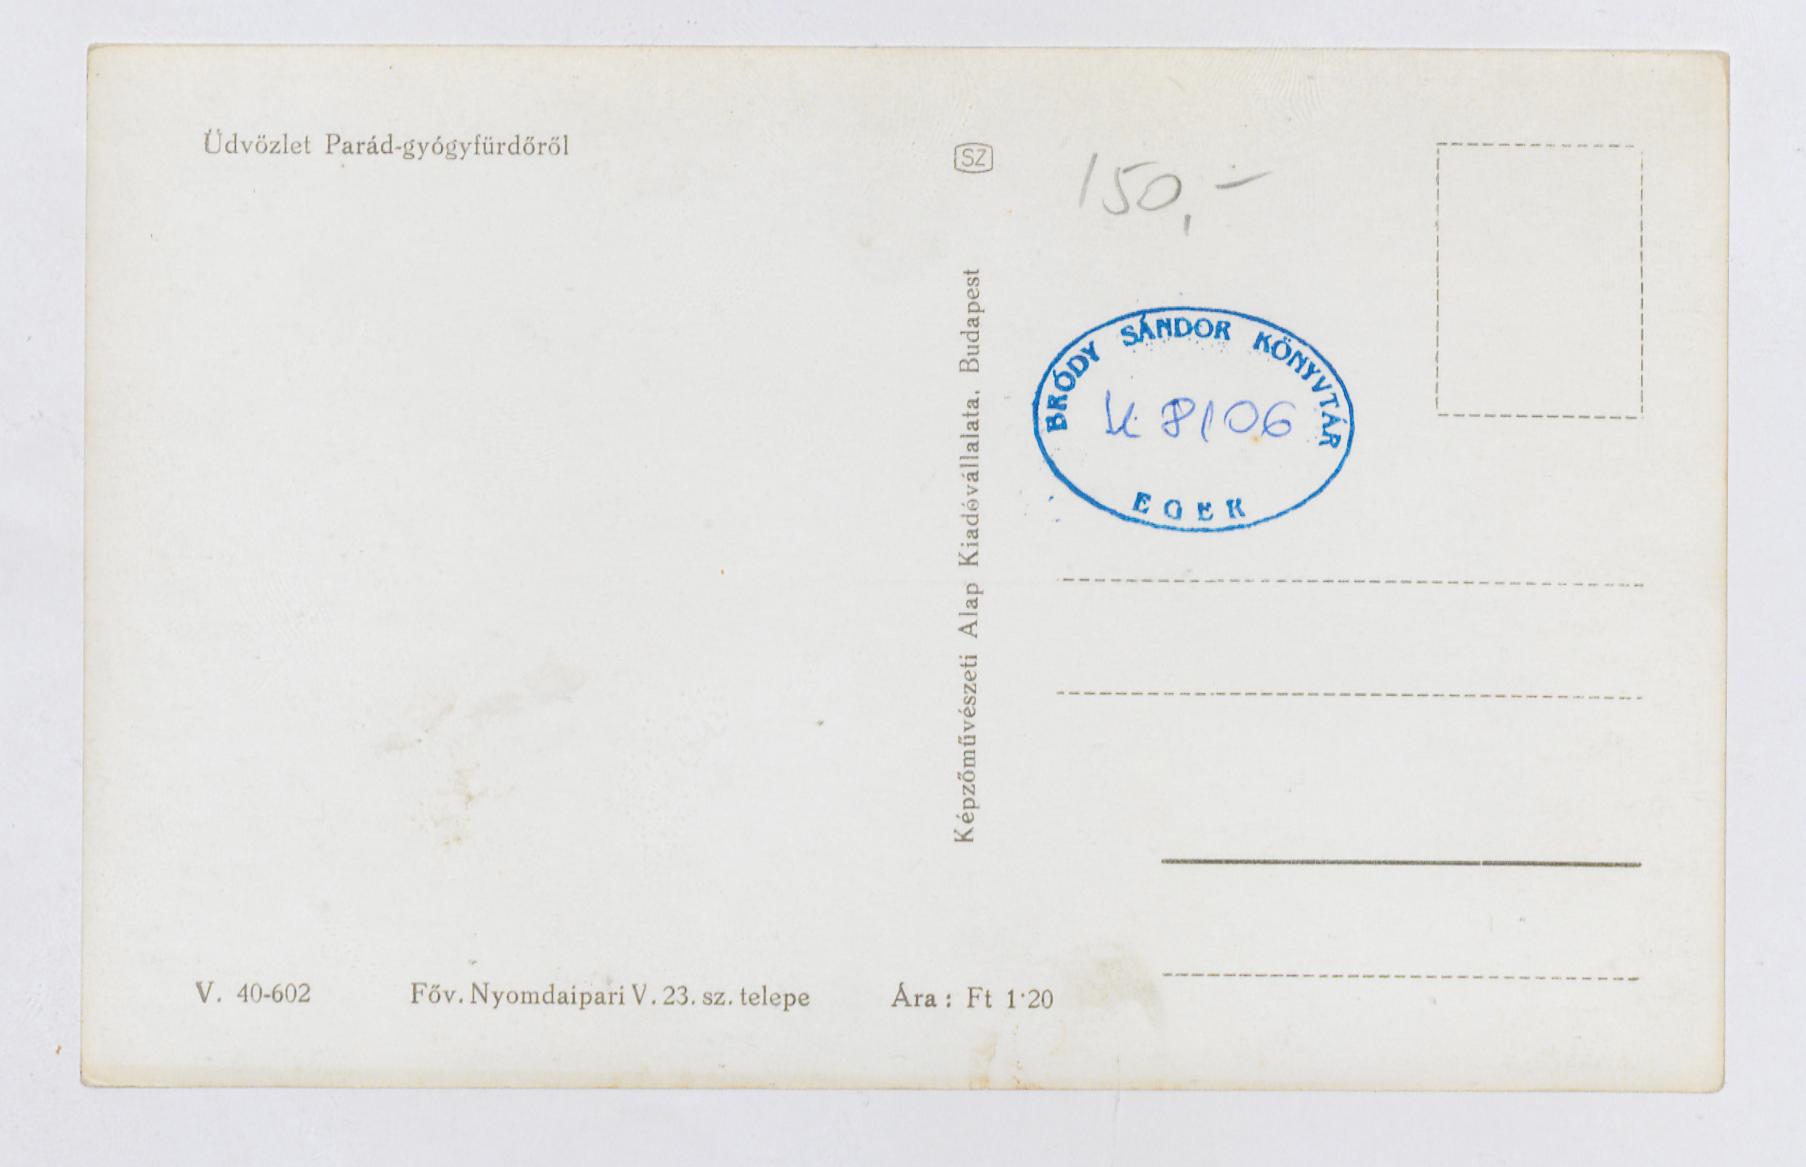 Üdvözlet Parád-gyógyfürdőről
SZ
150,-
Képzőművészeti Alap Kiadóvállalata, Budapest
BRÓDY SÁNDOR KÖNYVTÁR
K 8106
EGER
V. 40-602 Főv. Nyomdaipari V. 23. sz. telepe Ára: Ft 1·20